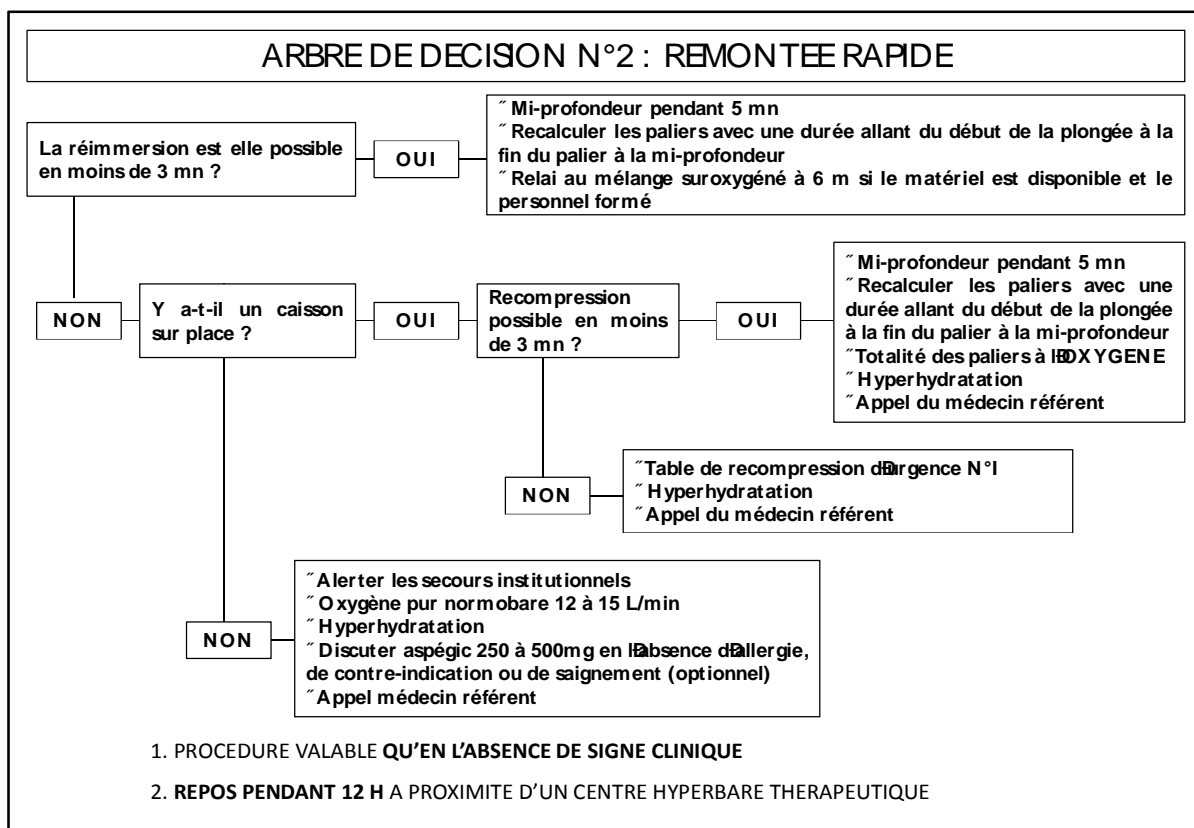 ARBRE DE DECISION N°2 : REMONTEE RAPIDE
La réimmersion est elle possible
en moins de 3 mn ?
OUI
˝ Mi-profondeur pendant 5 mn
˝ Recalculer les paliers avec une durée allant du début de la plongée à la
fin du palier à la mi-profondeur
˝ Relai au mélange suroxygéné à 6 m si le matériel est disponible et le
personnel formé
NON
Y a-t-il un caisson
sur place ?
OUI
Recompression
possible en moins
de 3 mn ?
OUI
˝ Mi-profondeur pendant 5 mn
˝ Recalculer les paliers avec une
durée allant du début de la plongée
à la fin du palier à la mi-profondeur
˝ Totalité des paliers à OXYGENE
˝ Hyperhydratation
˝ Appel du médecin référent
NON
˝ Table de recompression urgence N°I
˝ Hyperhydratation
˝ Appel du médecin référent
NON
˝ Alerter les secours institutionnels
˝ Oxygène pur normobare 12 à 15 L/min
˝ Hyperhydratation
˝ Discuter aspégic 250 à 500mg en absence allergie,
de contre-indication ou de saignement (optionnel)
˝ Appel médecin référent
1. PROCEDURE VALABLE QU’EN L’ABSENCE DE SIGNE CLINIQUE
2. REPOS PENDANT 12 H A PROXIMITE D’UN CENTRE HYPERBARE THERAPEUTIQUE